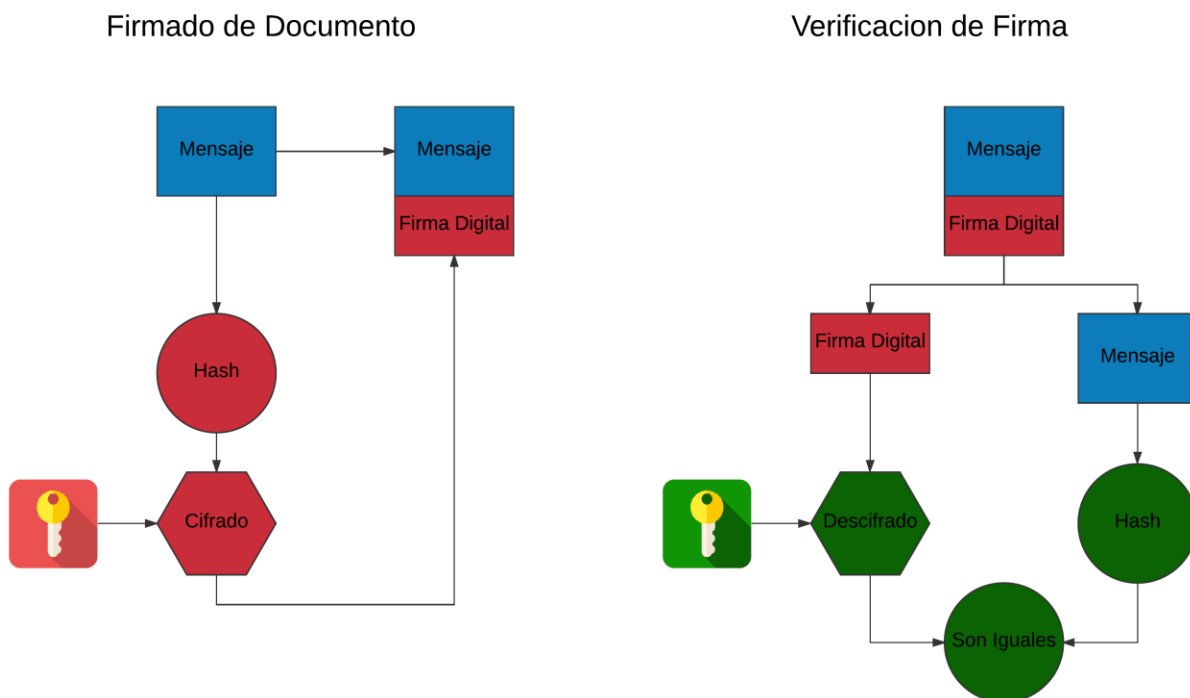 Firmado de Documento
Verificacion de Firma
Mensaje
Mensaje
Firma Digital
Hash
Cifrado
Mensaje
Firma Digital
Firma Digital
Mensaje
Descifrado
Hash
Son Iguales